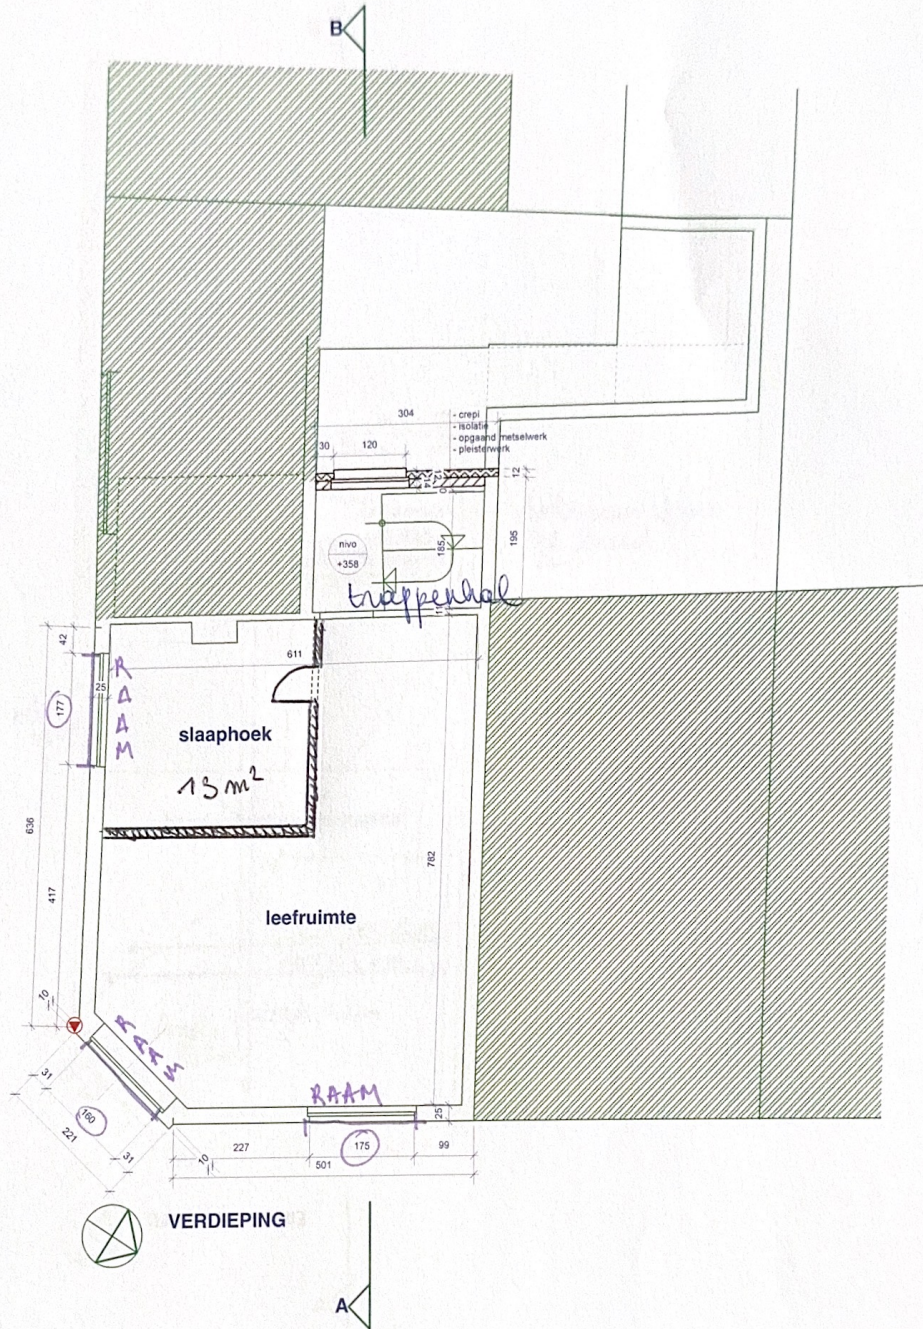 B
304
- crepi
- isolatie
- opgaand metselwerk
- pleisterwerk
30
120
12
14
12
195
185
nivo
+358
trappenhal
42
611
25
RAAM
177
slaaphoek
13 m²
636
782
417
leefruimte
10
RAAM
31
160
221
31
RAAM
25
10
227
175
99
501
VERDIEPING
A